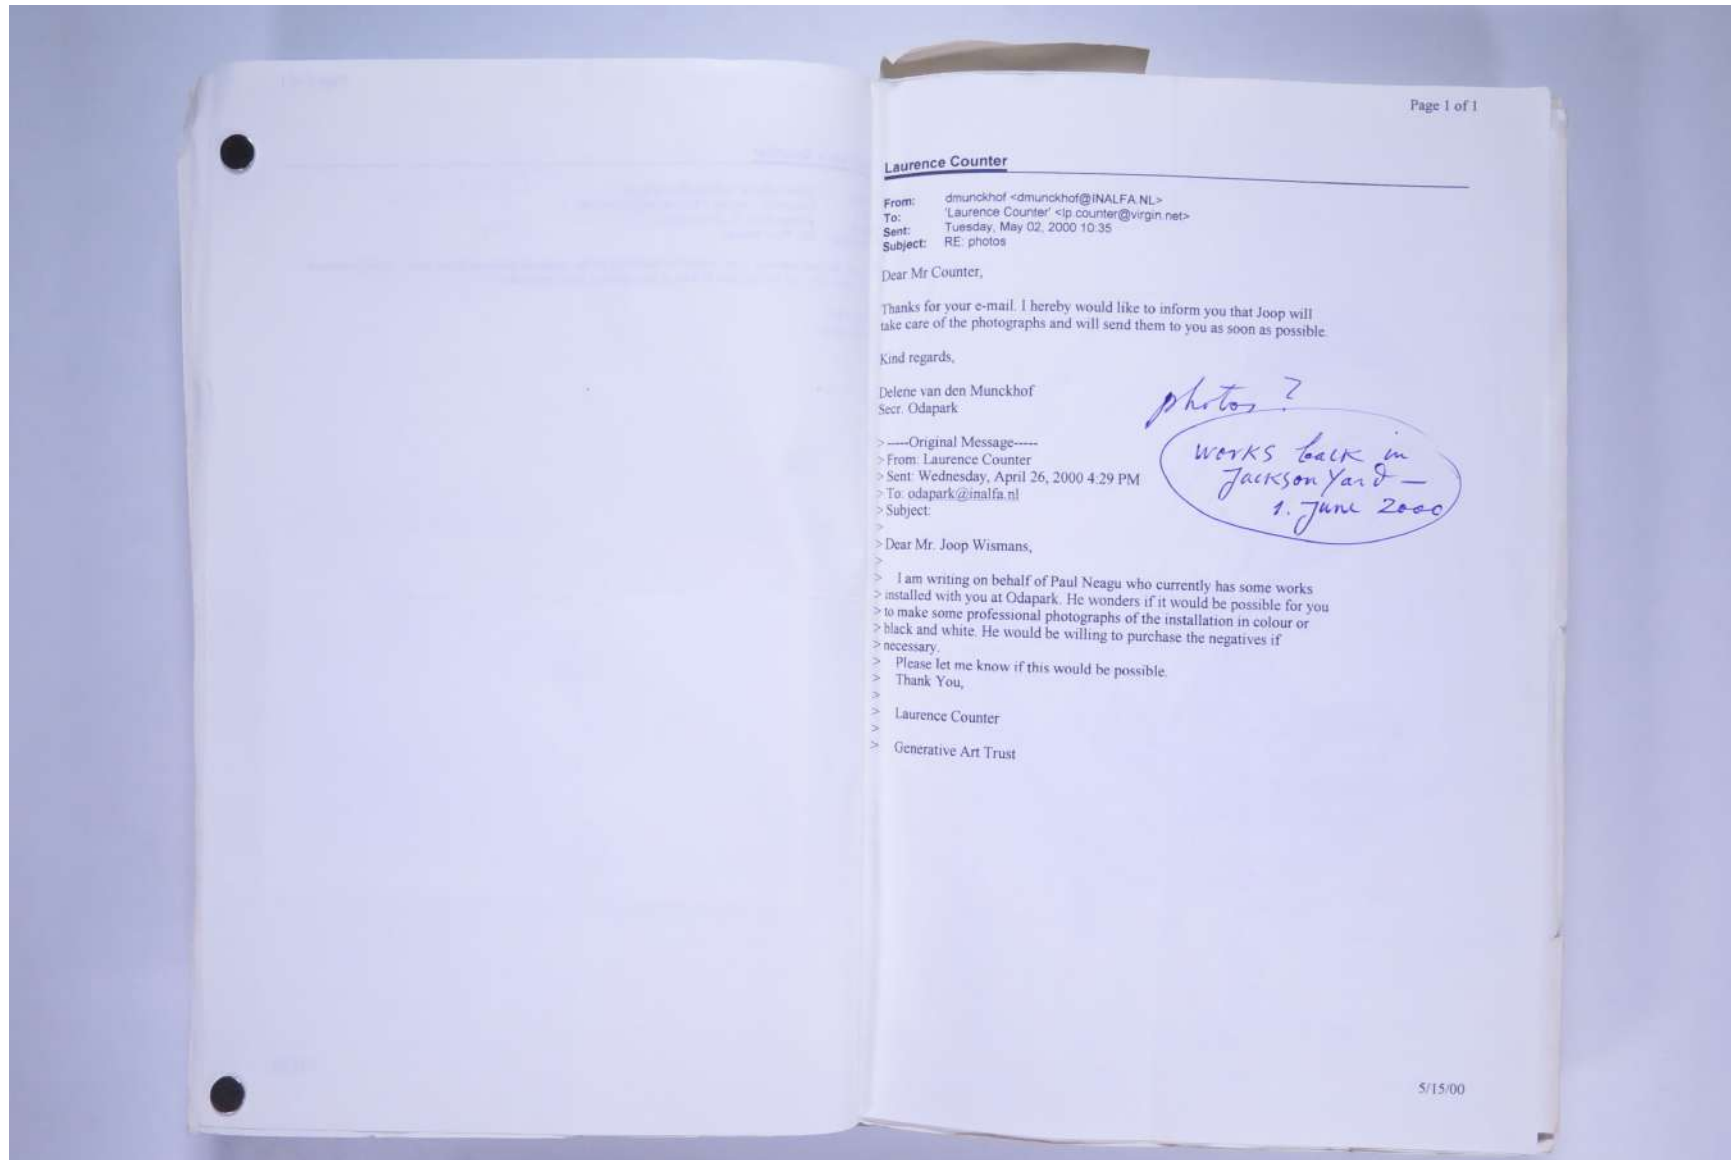 Page 1 of 1
Laurence Counter
From: dmunckhof <dmunckhof@INALFA.NL>
To: 'Laurence Counter' <lp.counter@virgin.net>
Sent: Tuesday, May 02, 2000 10:35
Subject: RE: photos
Dear Mr Counter,
Thanks for your e-mail. I hereby would like to inform you that Joop will
take care of the photographs and will send them to you as soon as possible.
Kind regards,
Delene van den Munckhof
Secr. Odapark
photos?
works back in
Jackson Yard —
1. June 2000
> -----Original Message-----
> From: Laurence Counter
> Sent: Wednesday, April 26, 2000 4:29 PM
> To: odapark@inalfa.nl
> Subject:
>
> Dear Mr. Joop Wismans,
>
> I am writing on behalf of Paul Neagu who currently has some works
> installed with you at Odapark. He wonders if it would be possible for you
> to make some professional photographs of the installation in colour or
> black and white. He would be willing to purchase the negatives if
> necessary.
> Please let me know if this would be possible.
> Thank You,
>
> Laurence Counter
>
> Generative Art Trust
5/15/00